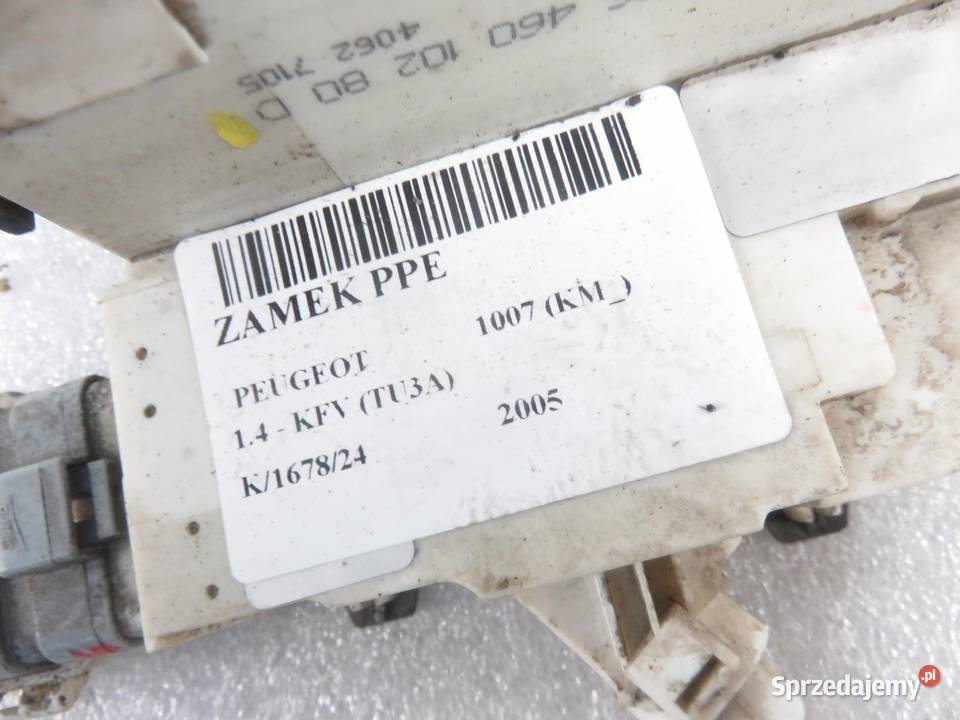 460 102 80 D
4062 7105
ZAMEK PPE
PEUGEOT 1007 (KM_)
1.4 - KFV (TU3A)
K/1678/24 2005
Sprzedajemy.pl